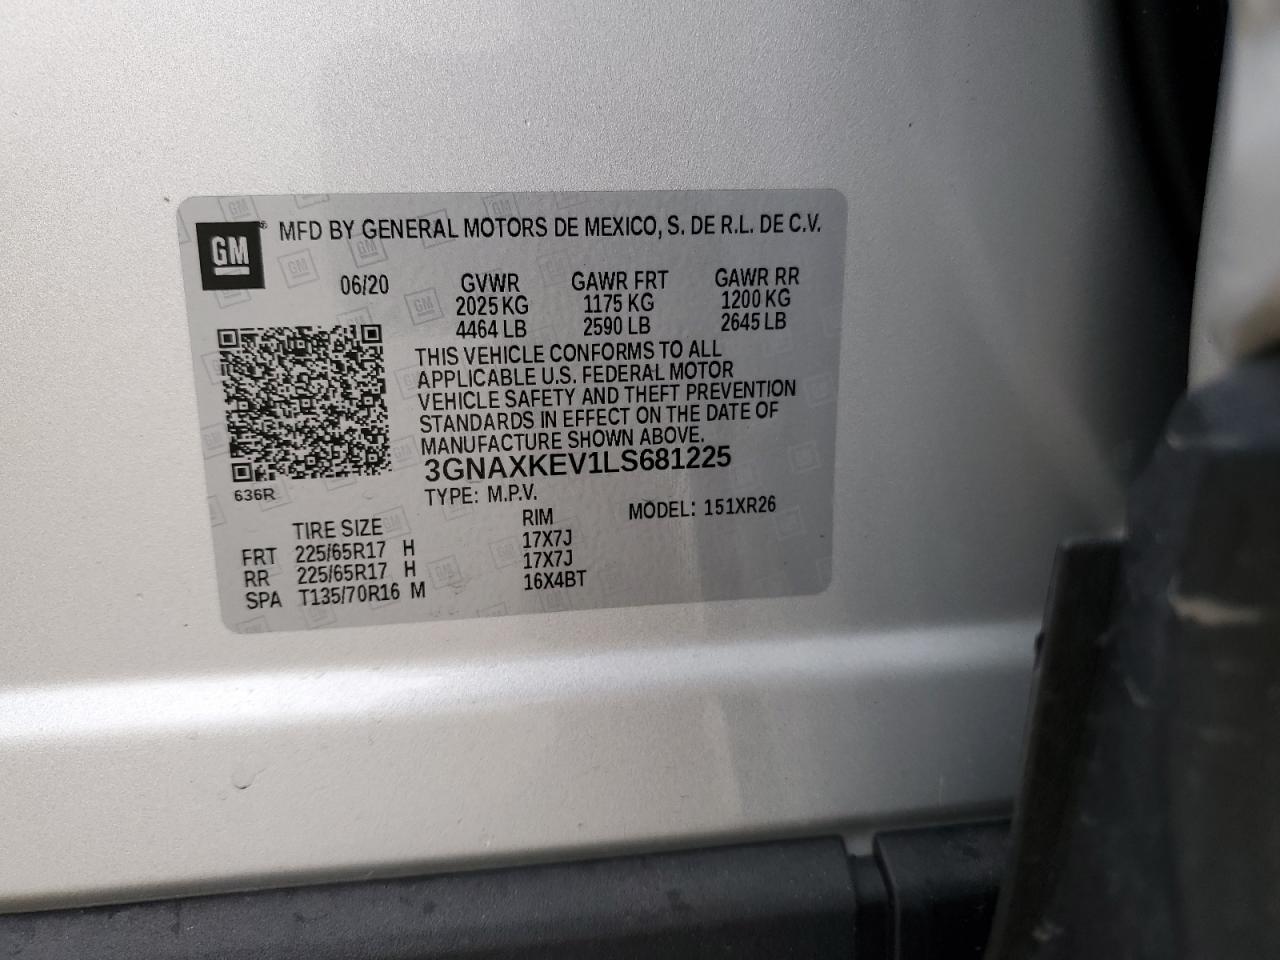 GM® MFD BY GENERAL MOTORS DE MEXICO, S. DE R.L. DE C.V.
06/20 GVWR GAWR FRT GAWR RR
2025 KG 1175 KG 1200 KG
4464 LB 2590 LB 2645 LB
THIS VEHICLE CONFORMS TO ALL
APPLICABLE U.S. FEDERAL MOTOR
VEHICLE SAFETY AND THEFT PREVENTION
STANDARDS IN EFFECT ON THE DATE OF
MANUFACTURE SHOWN ABOVE.
3GNAXKEV1LS681225
636R TYPE: M.P.V. MODEL: 151XR26
TIRE SIZE RIM
FRT 225/65R17 H 17X7J
RR 225/65R17 H 17X7J
SPA T135/70R16 M 16X4BT